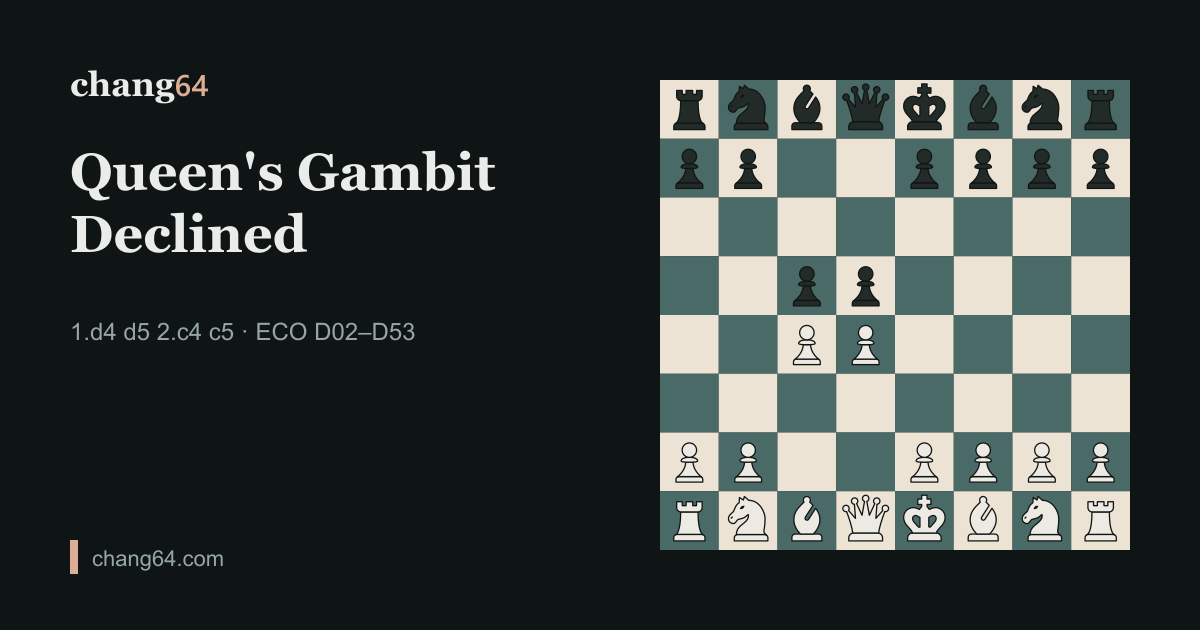 chang64
Queen's Gambit
Declined
1.d4 d5 2.c4 c5 · ECO D02–D53
chang64.com